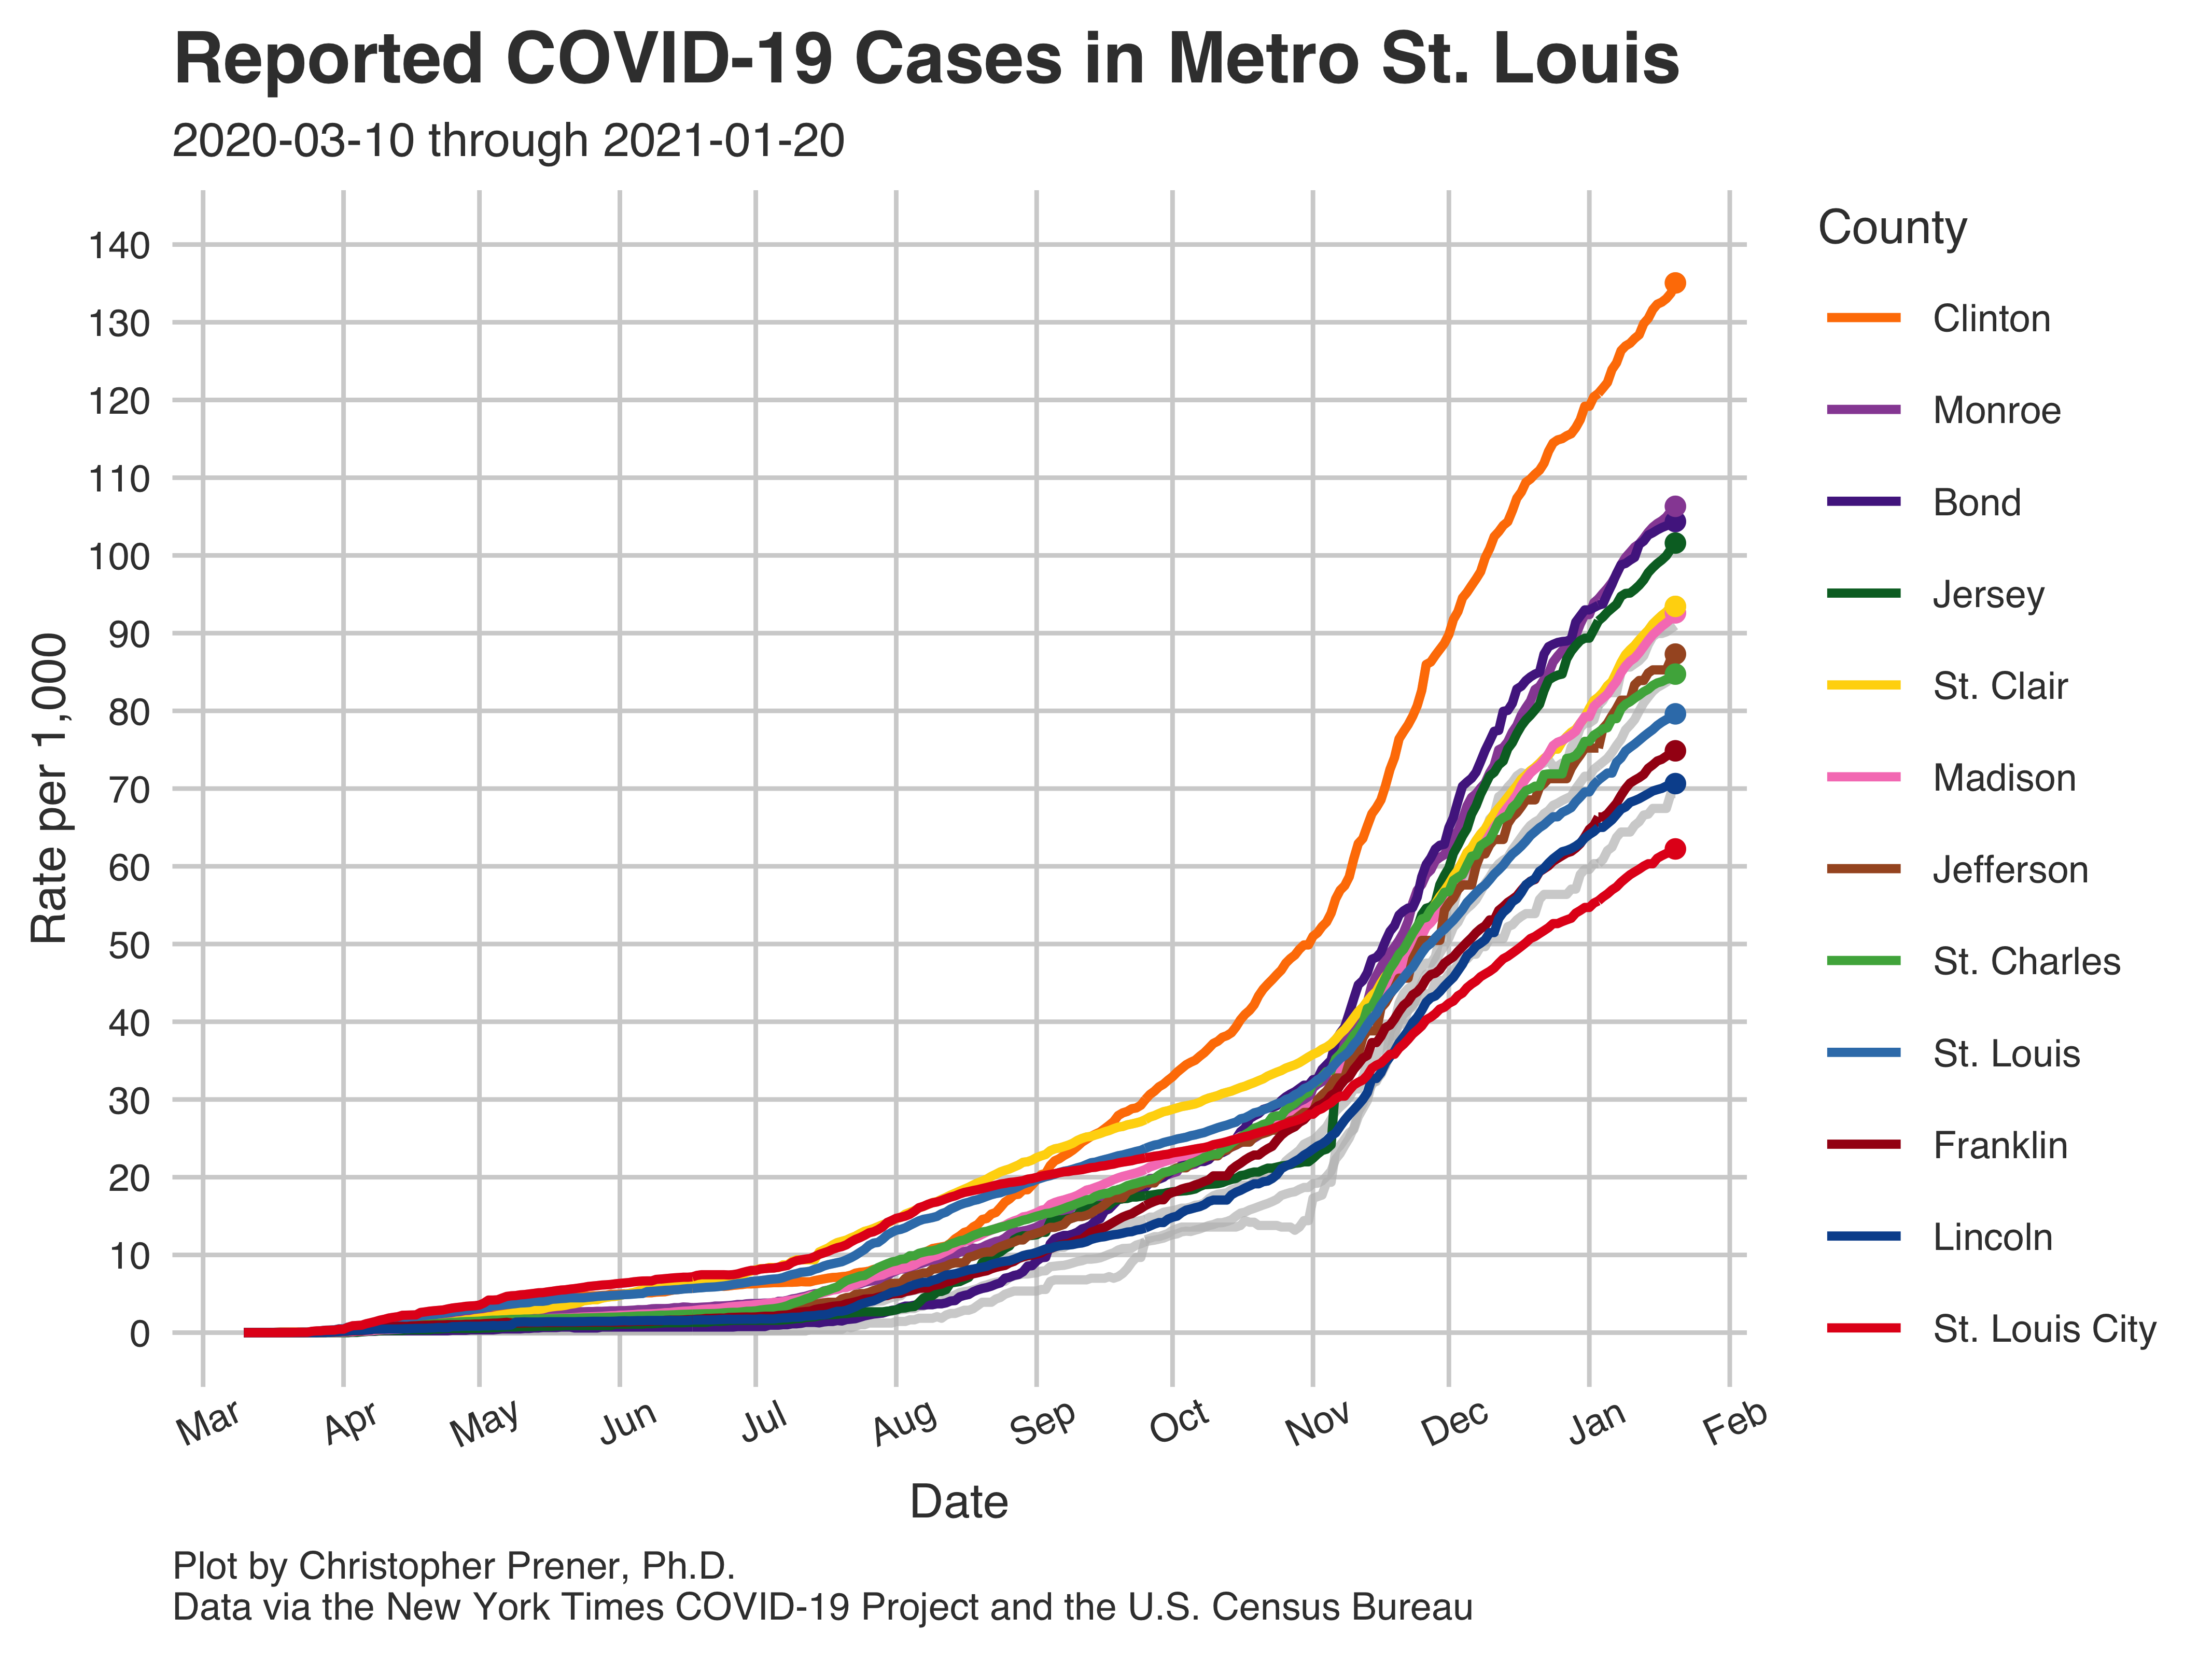 Reported COVID-19 Cases in Metro St. Louis
2020-03-10 through 2021-01-20
Rate per 1,000
140
130
120
110
100
90
80
70
60
50
40
30
20
10
0
Mar
Apr
May
Jun
Jul
Aug
Sep
Oct
Nov
Dec
Jan
Feb
Date
County
Clinton
Monroe
Bond
Jersey
St. Clair
Madison
Jefferson
St. Charles
St. Louis
Franklin
Lincoln
St. Louis City
Plot by Christopher Prener, Ph.D.
Data via the New York Times COVID-19 Project and the U.S. Census Bureau